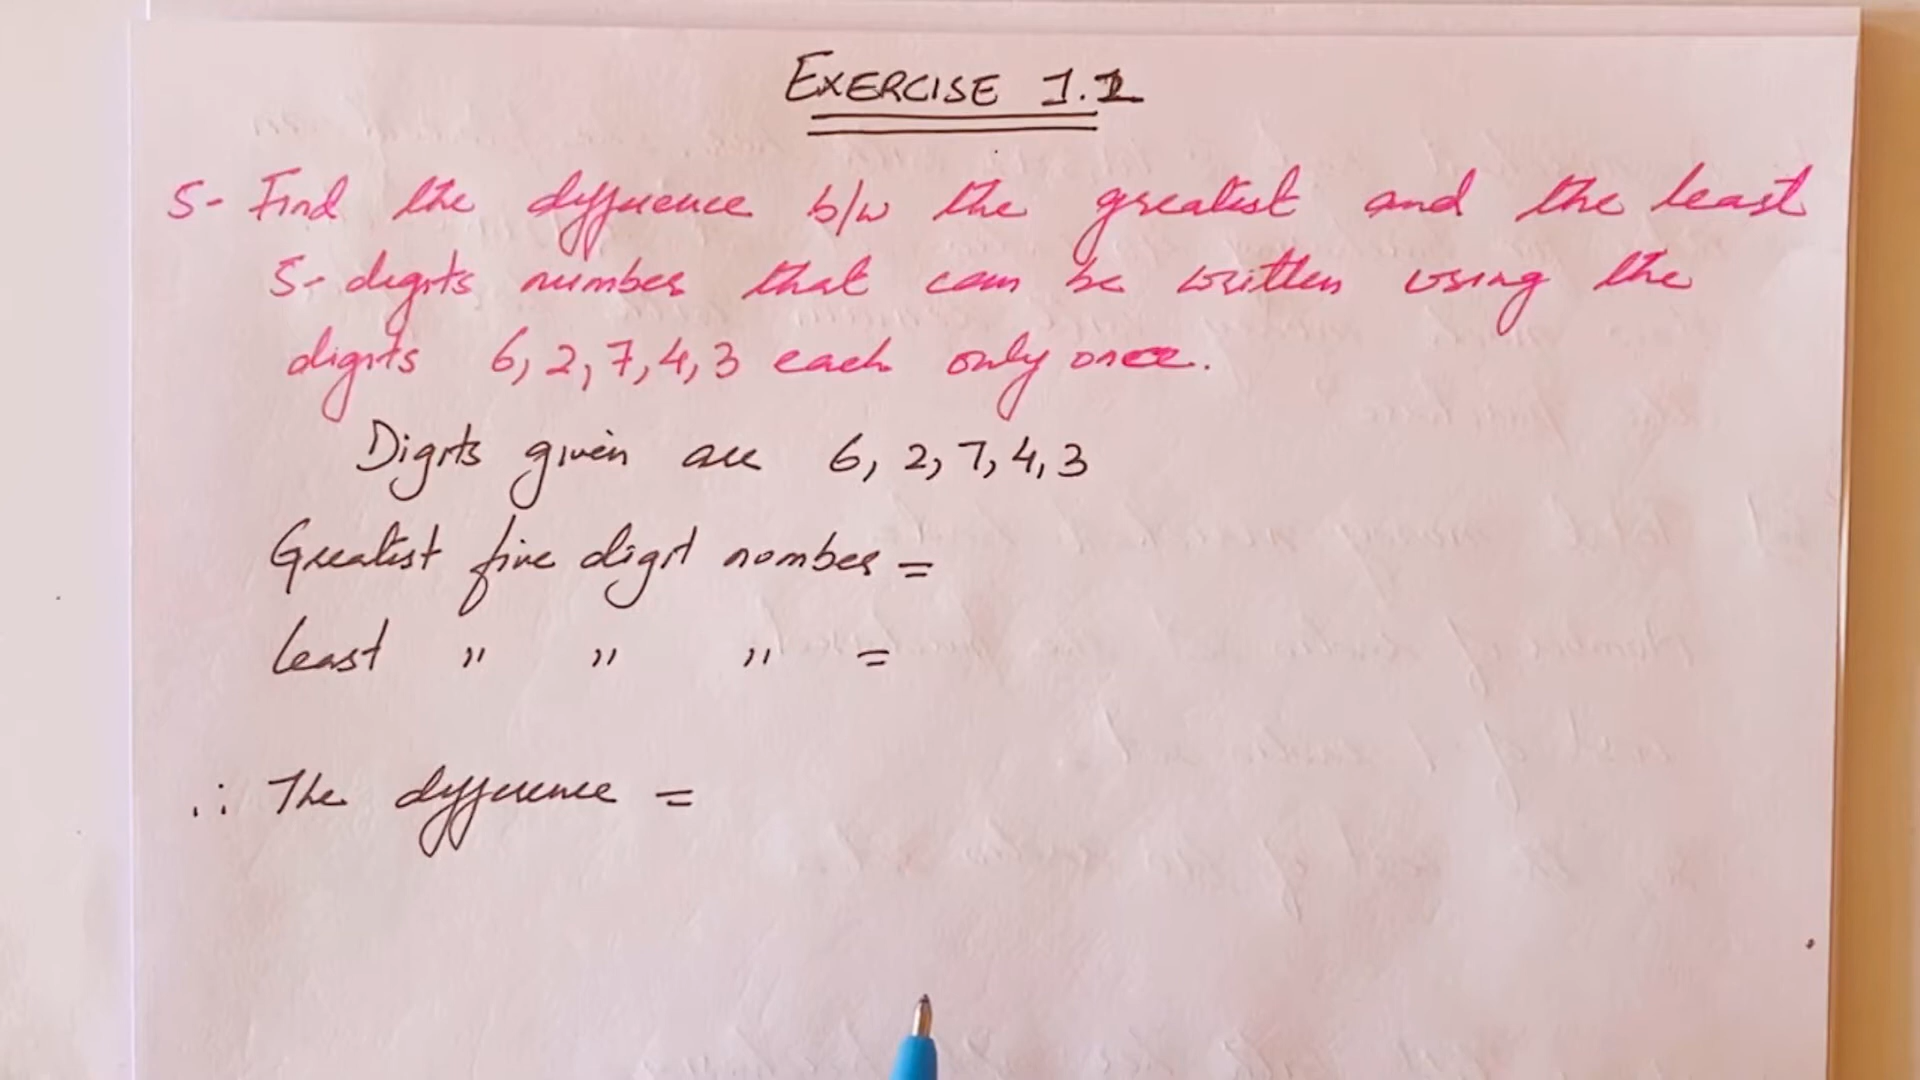 EXERCISE 1.2
5- Find the difference b/w the greatest and the least
5-digits number that can be written using the
digits 6, 2, 7, 4, 3 each only once.
Digits given are 6, 2, 7, 4, 3
Greatest five digit number =
Least " " " =
∴ The difference =